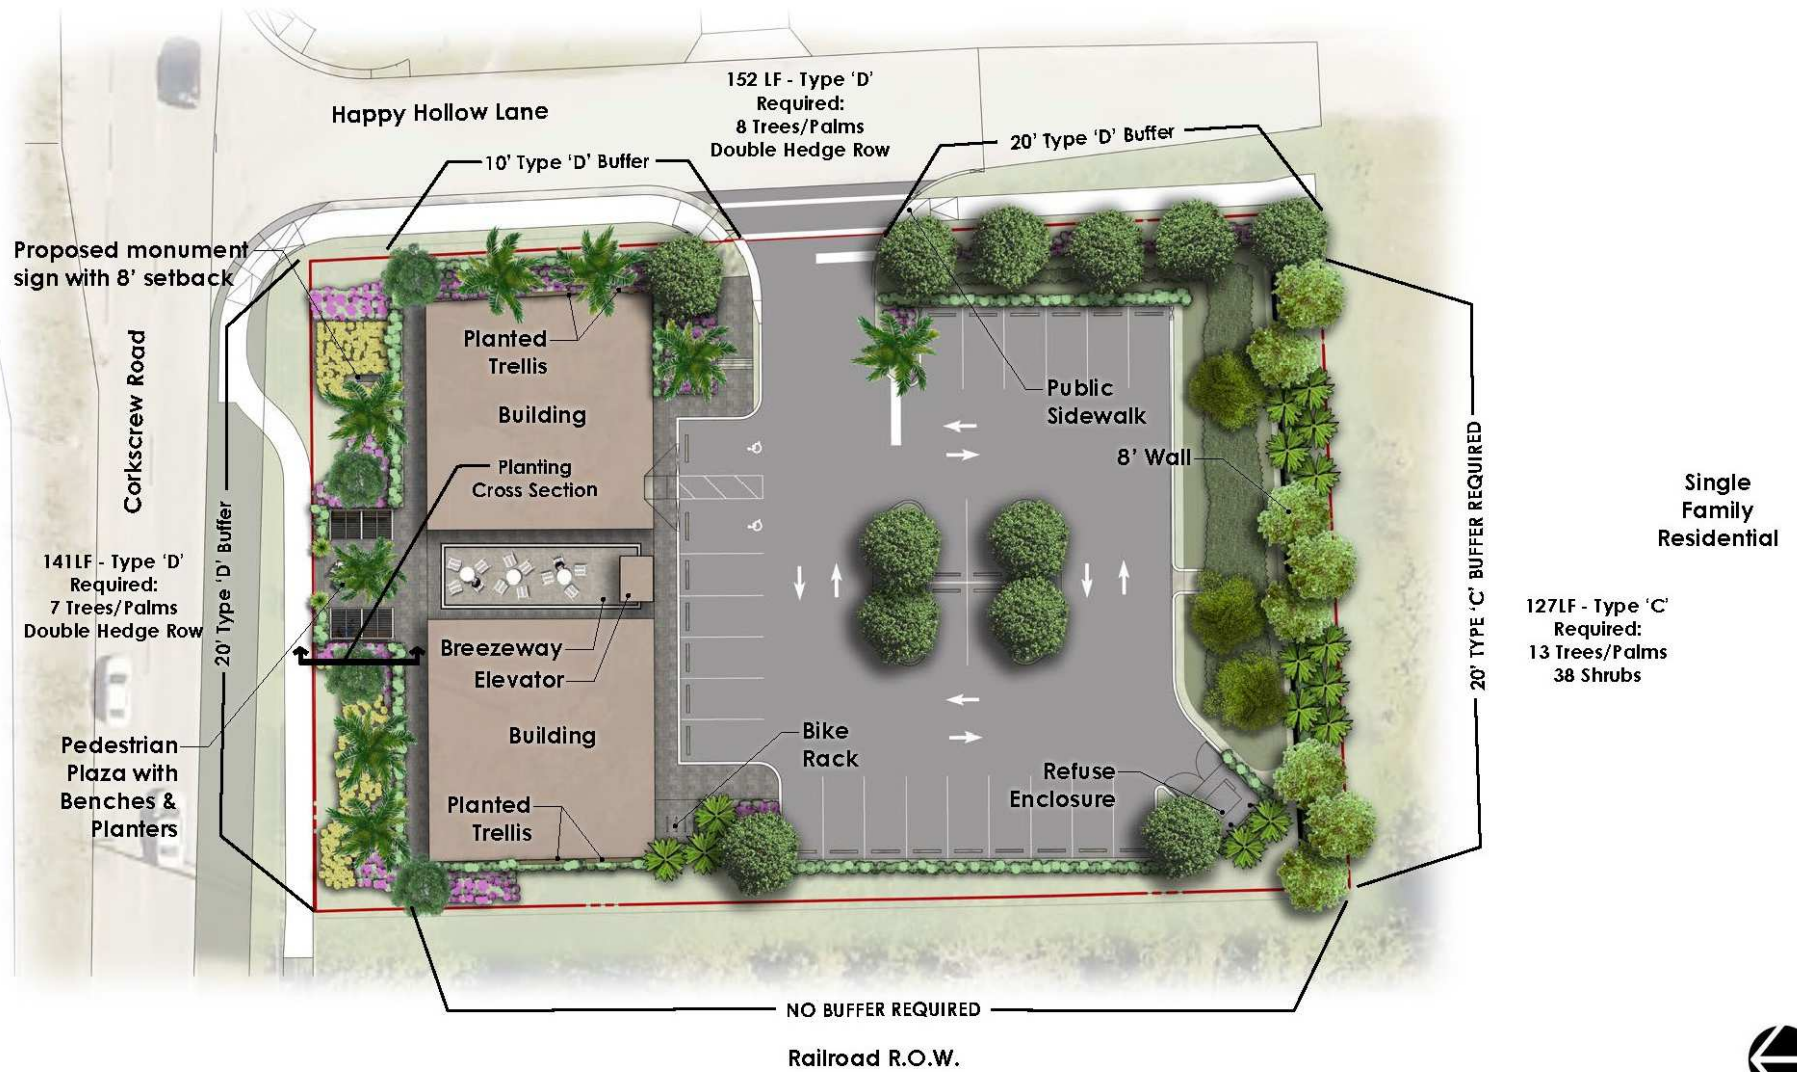 152 LF - Type 'D'
Required:
8 Trees/Palms
Double Hedge Row
Happy Hollow Lane
10' Type 'D' Buffer
20' Type 'D' Buffer
Proposed monument
sign with 8' setback
Corkscrew Road
20' Type 'D' Buffer
141LF - Type 'D'
Required:
7 Trees/Palms
Double Hedge Row
Pedestrian
Plaza with
Benches &
Planters
Planted
Trellis
Building
Planting
Cross Section
Breezeway
Elevator
Building
Planted
Trellis
Bike
Rack
Public
Sidewalk
8' Wall
Refuse
Enclosure
20' TYPE 'C' BUFFER REQUIRED
Single
Family
Residential
127LF - Type 'C'
Required:
13 Trees/Palms
38 Shrubs
NO BUFFER REQUIRED
Railroad R.O.W.